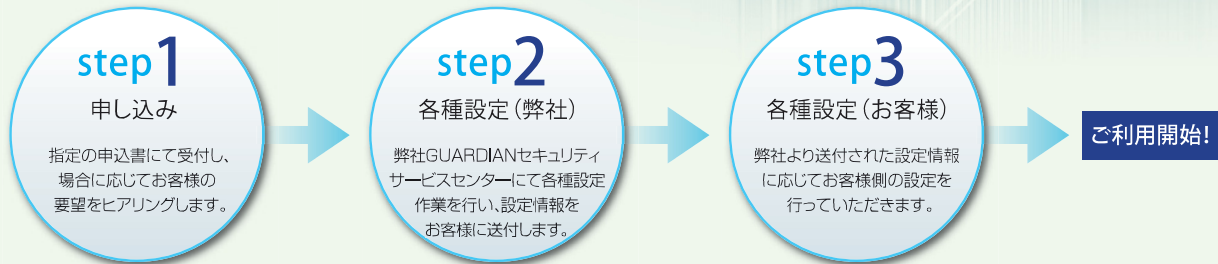 step1
申し込み
指定の申込書にて受付し、
場合に応じてお客様の
要望をヒアリングします。
step2
各種設定（弊社）
弊社GUARDIANセキュリティ
サービスセンターにて各種設定
作業を行い、設定情報を
お客様に送付します。
step3
各種設定（お客様）
弊社より送付された設定情報
に応じてお客様側の設定を
行っていただきます。
ご利用開始!